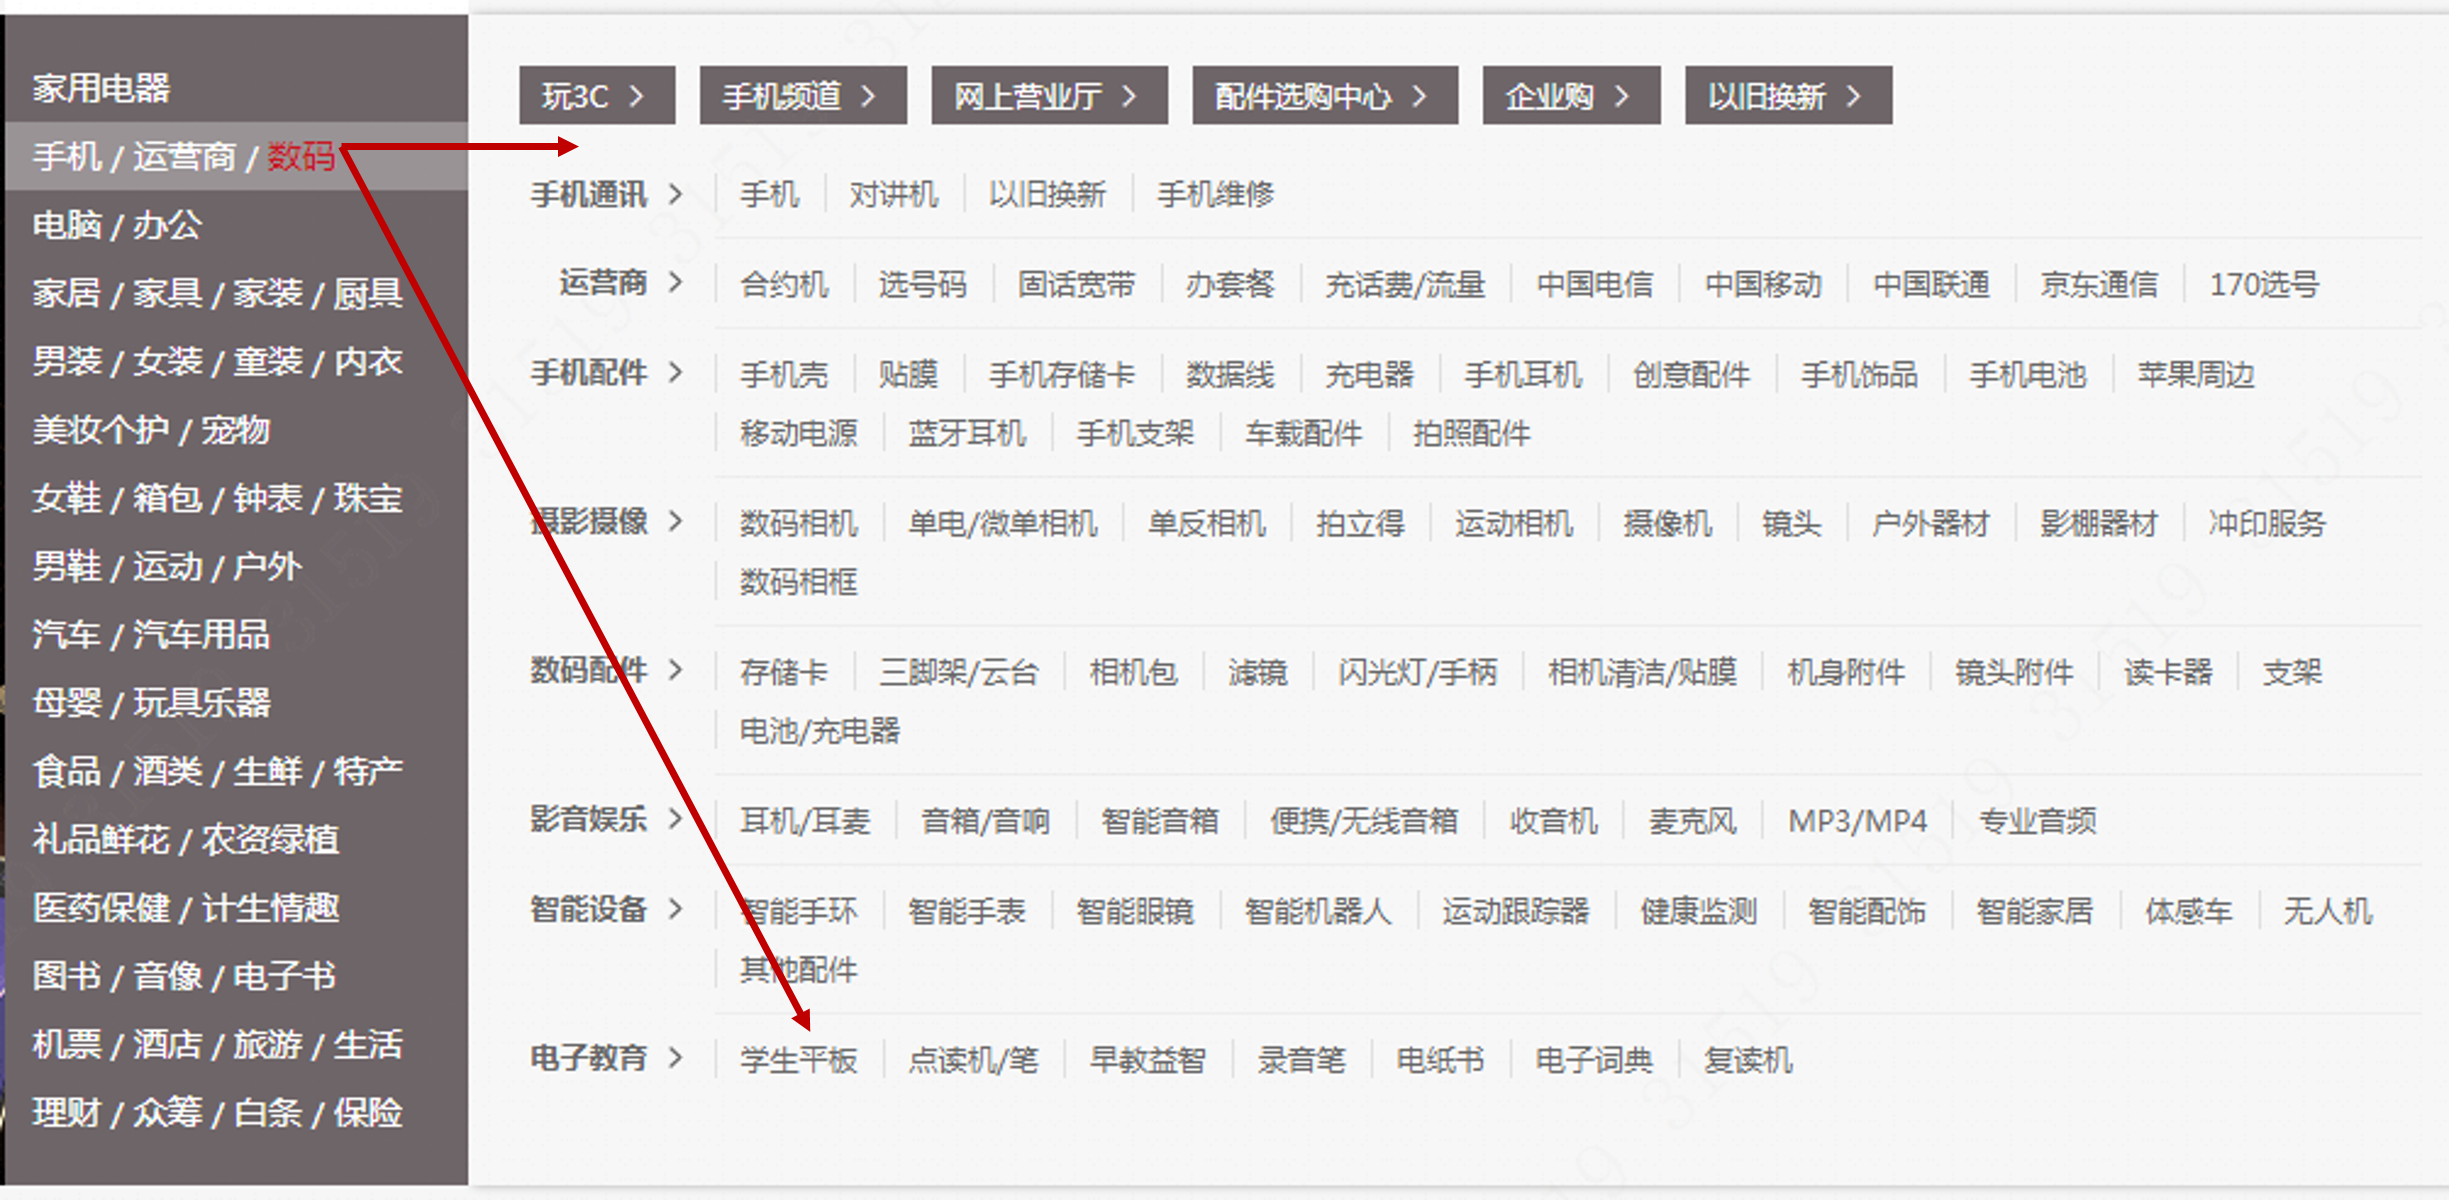 家用电器
手机 / 运营商 / 数码
电脑 / 办公
家居 / 家具 / 家装 / 厨具
男装 / 女装 / 童装 / 内衣
美妆个护 / 宠物
女鞋 / 箱包 / 钟表 / 珠宝
男鞋 / 运动 / 户外
汽车 / 汽车用品
母婴 / 玩具乐器
食品 / 酒类 / 生鲜 / 特产
礼品鲜花 / 农资绿植
医药保健 / 计生情趣
图书 / 音像 / 电子书
机票 / 酒店 / 旅游 / 生活
理财 / 众筹 / 白条 / 保险
玩3C > 手机频道 > 网上营业厅 > 配件选购中心 > 企业购 > 以旧换新 >
手机通讯 > 手机 对讲机 以旧换新 手机维修
运营商 > 合约机 选号码 固话宽带 办套餐 充话费/流量 中国电信 中国移动 中国联通 京东通信 170选号
手机配件 > 手机壳 贴膜 手机存储卡 数据线 充电器 手机耳机 创意配件 手机饰品 手机电池 苹果周边
移动电源 蓝牙耳机 手机支架 车载配件 拍照配件
摄影摄像 > 数码相机 单电/微单相机 单反相机 拍立得 运动相机 摄像机 镜头 户外器材 影棚器材 冲印服务
数码相框
数码配件 > 存储卡 三脚架/云台 相机包 滤镜 闪光灯/手柄 相机清洁/贴膜 机身附件 镜头附件 读卡器 支架
电池/充电器
影音娱乐 > 耳机/耳麦 音箱/音响 智能音箱 便携/无线音箱 收音机 麦克风 MP3/MP4 专业音频
智能设备 > 智能手环 智能手表 智能眼镜 智能机器人 运动跟踪器 健康监测 智能配饰 智能家居 体感车 无人机
其他配件
电子教育 > 学生平板 点读机/笔 早教益智 录音笔 电纸书 电子词典 复读机